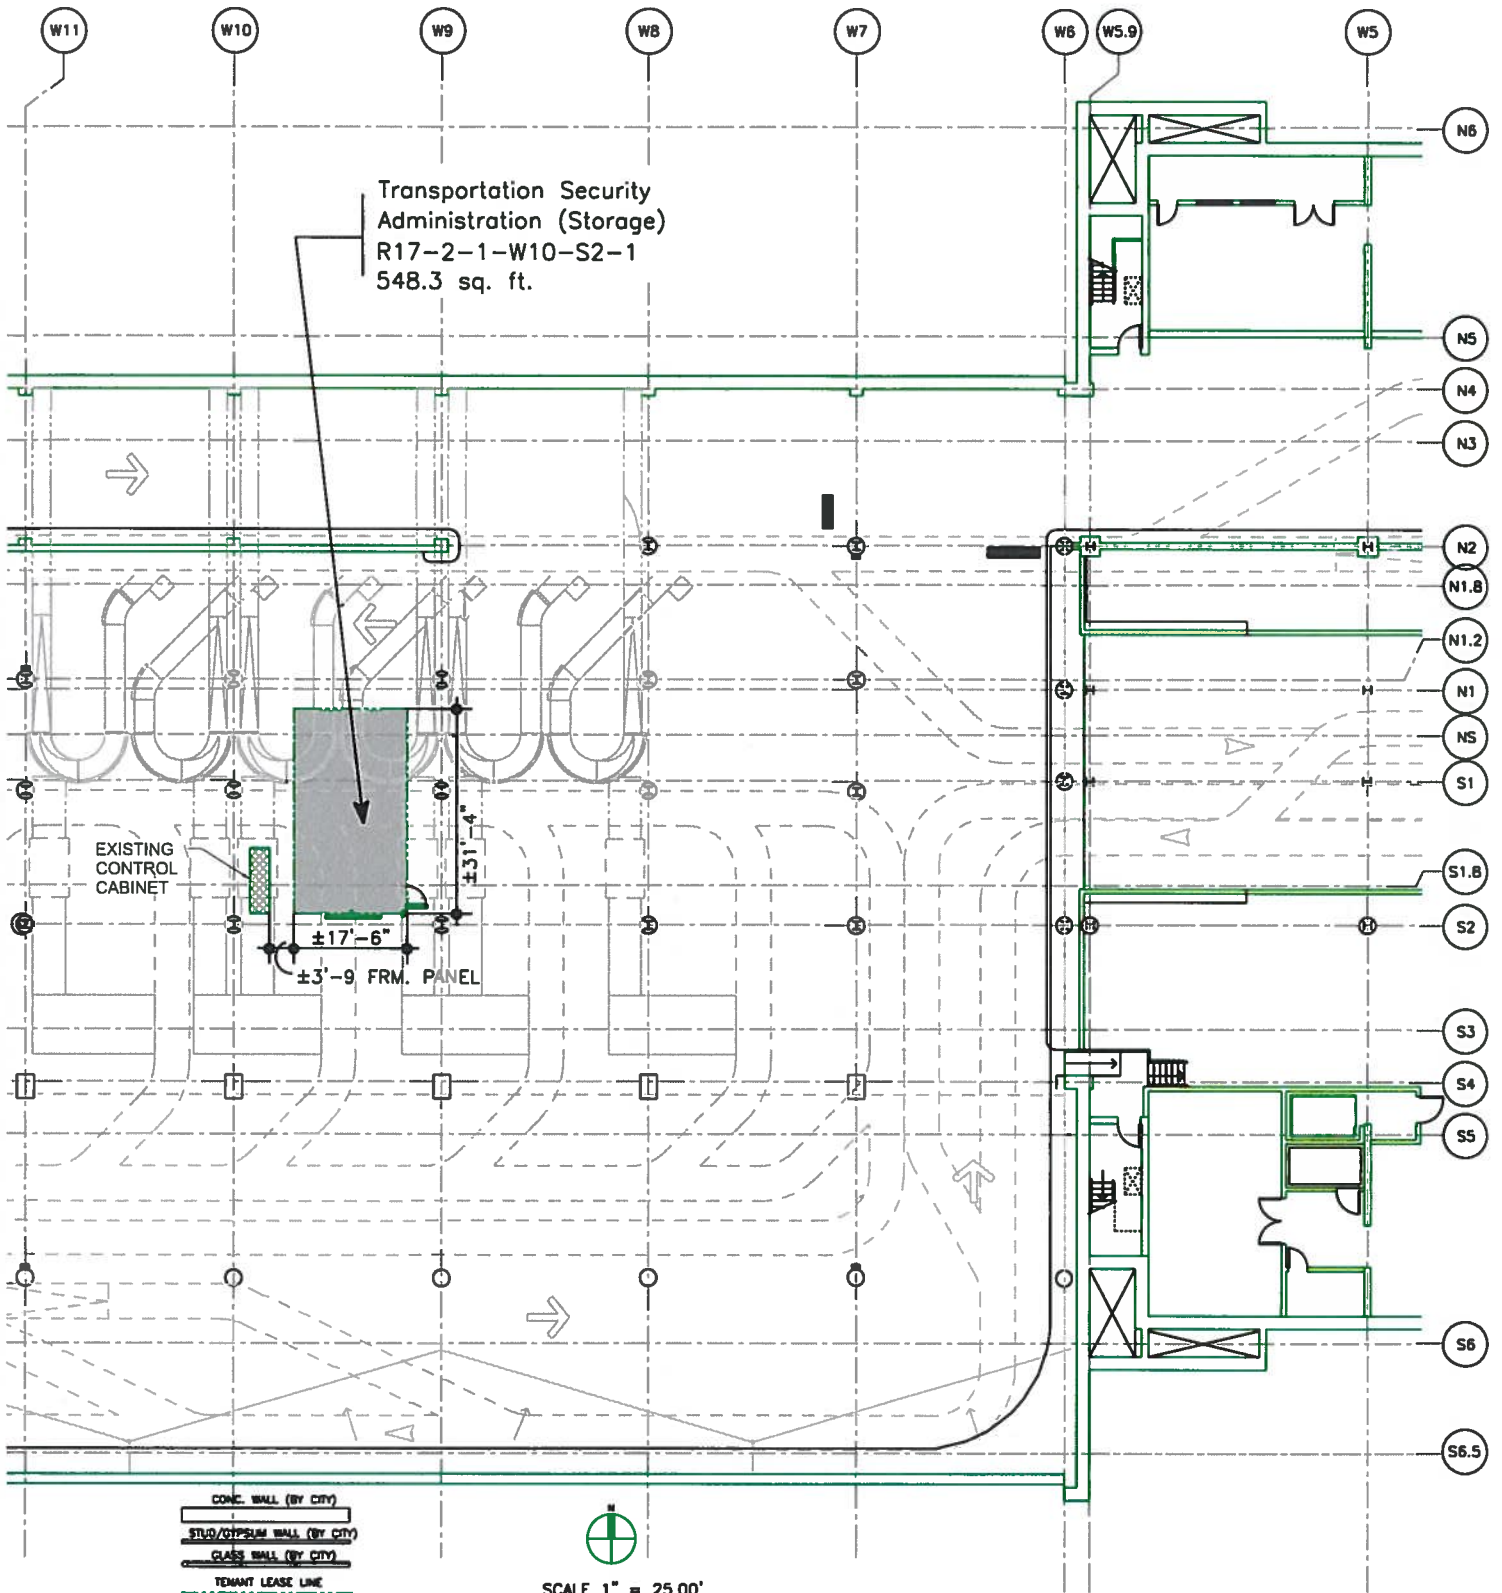 W11
W10
W9
W8
W7
W6
W5.9
W5
N6
Transportation Security
Administration (Storage)
R17-2-1-W10-S2-1
548.3 sq. ft.
N5
N4
N3
N2
N1.8
N1.2
N1
NS
S1
±31'-4"
EXISTING
CONTROL
CABINET
S1.8
S2
±17'-6"
±3'-9 FRM. PANEL
S3
S4
S5
S6
S6.5
CONC. WALL (BY CITY)
STUD/GYPSUM WALL (BY CITY)
GLASS WALL (BY CITY)
TENANT LEASE LINE
N
SCALE 1" = 25.00'